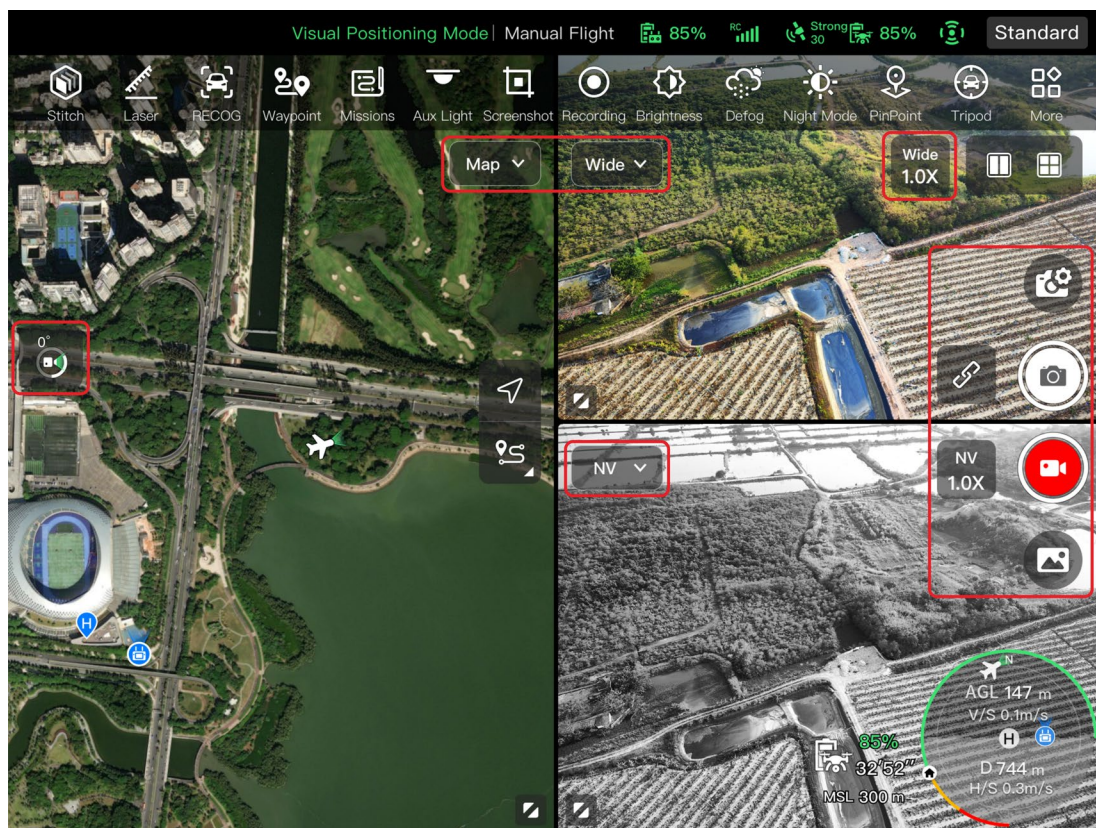 Visual Positioning Mode | Manual Flight 85% RC Strong 30 85% Standard
Stitch Laser RECOG Waypoint Missions Aux Light Screenshot Recording Brightness Defog Night Mode PinPoint Tripod More
Map Wide
Wide
1.0X
0°
NV
NV
1.0X
H
N
AGL 147 m
V/S 0.1m/s
H
D 744 m
H/S 0.3m/s
85%
32'52"
MSL 300 m